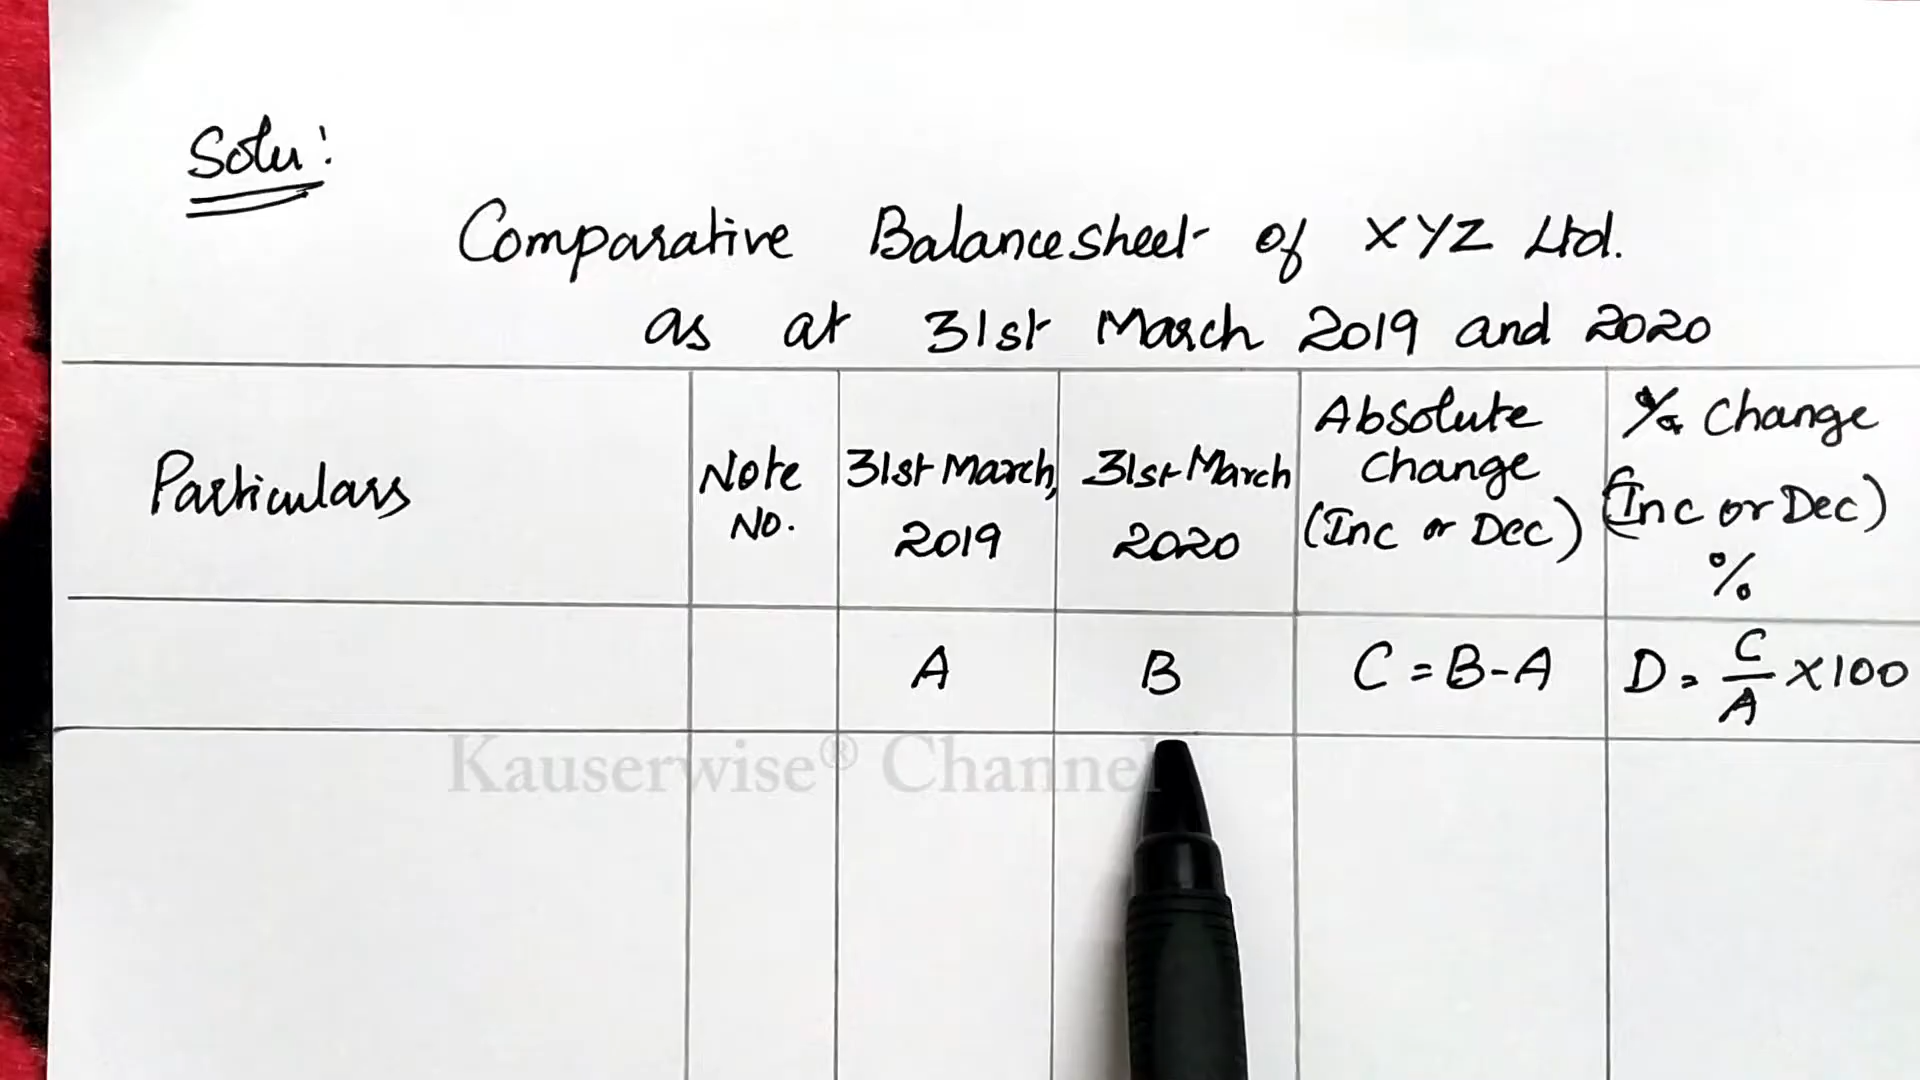 Solu:
Comparative Balancesheet of XYZ Ltd.
as at 31st March 2019 and 2020
Particulars
Note
No.
31st March,
2019
31st March
2020
Absolute
Change
(Inc or Dec)
% Change
(Inc or Dec)
%
A
B
C = B-A
D = C/A X100
Kauserwise® Channel